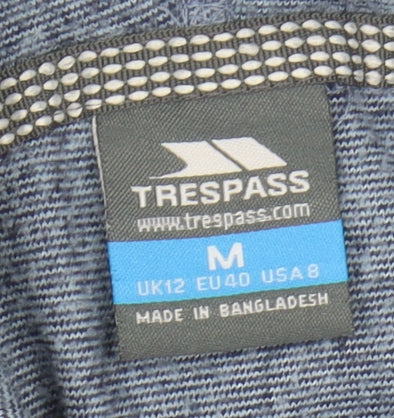 TRESPASS
www.trespass.com
M
UK12 EU40 USA8
MADE IN BANGLADESH